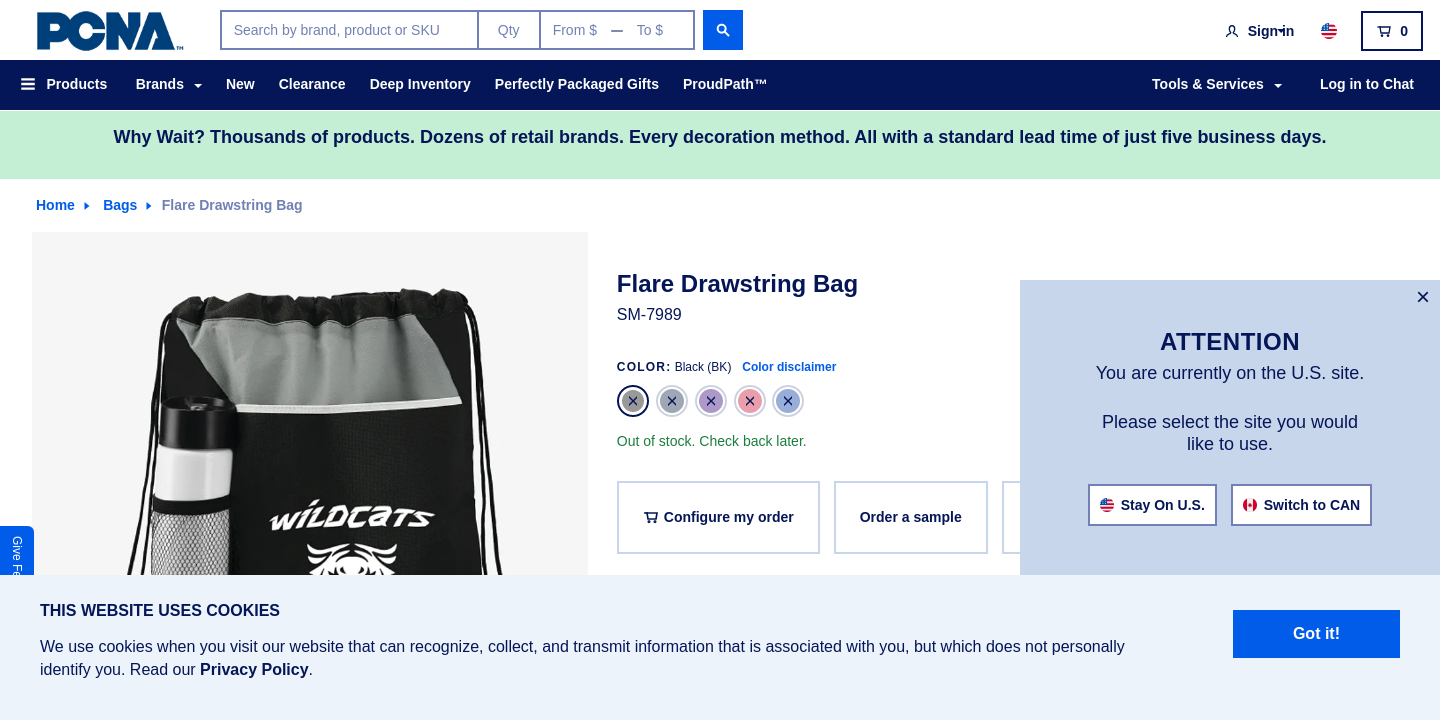 PCNA™
Search by brand, product or SKU
Qty
From $ — To $
Sign in
0
Products
Brands
New
Clearance
Deep Inventory
Perfectly Packaged Gifts
ProudPath™
Tools & Services
Log in to Chat
Why Wait? Thousands of products. Dozens of retail brands. Every decoration method. All with a standard lead time of just five business days.
Home
Bags
Flare Drawstring Bag
WILDCATS
Flare Drawstring Bag
SM-7989
COLOR: Black (BK) Color disclaimer
Out of stock. Check back later.
Configure my order
Order a sample
ATTENTION
You are currently on the U.S. site.
Please select the site you would
like to use.
Stay On U.S.
Switch to CAN
Give
THIS WEBSITE USES COOKIES
We use cookies when you visit our website that can recognize, collect, and transmit information that is associated with you, but which does not personally
identify you. Read our Privacy Policy.
Got it!